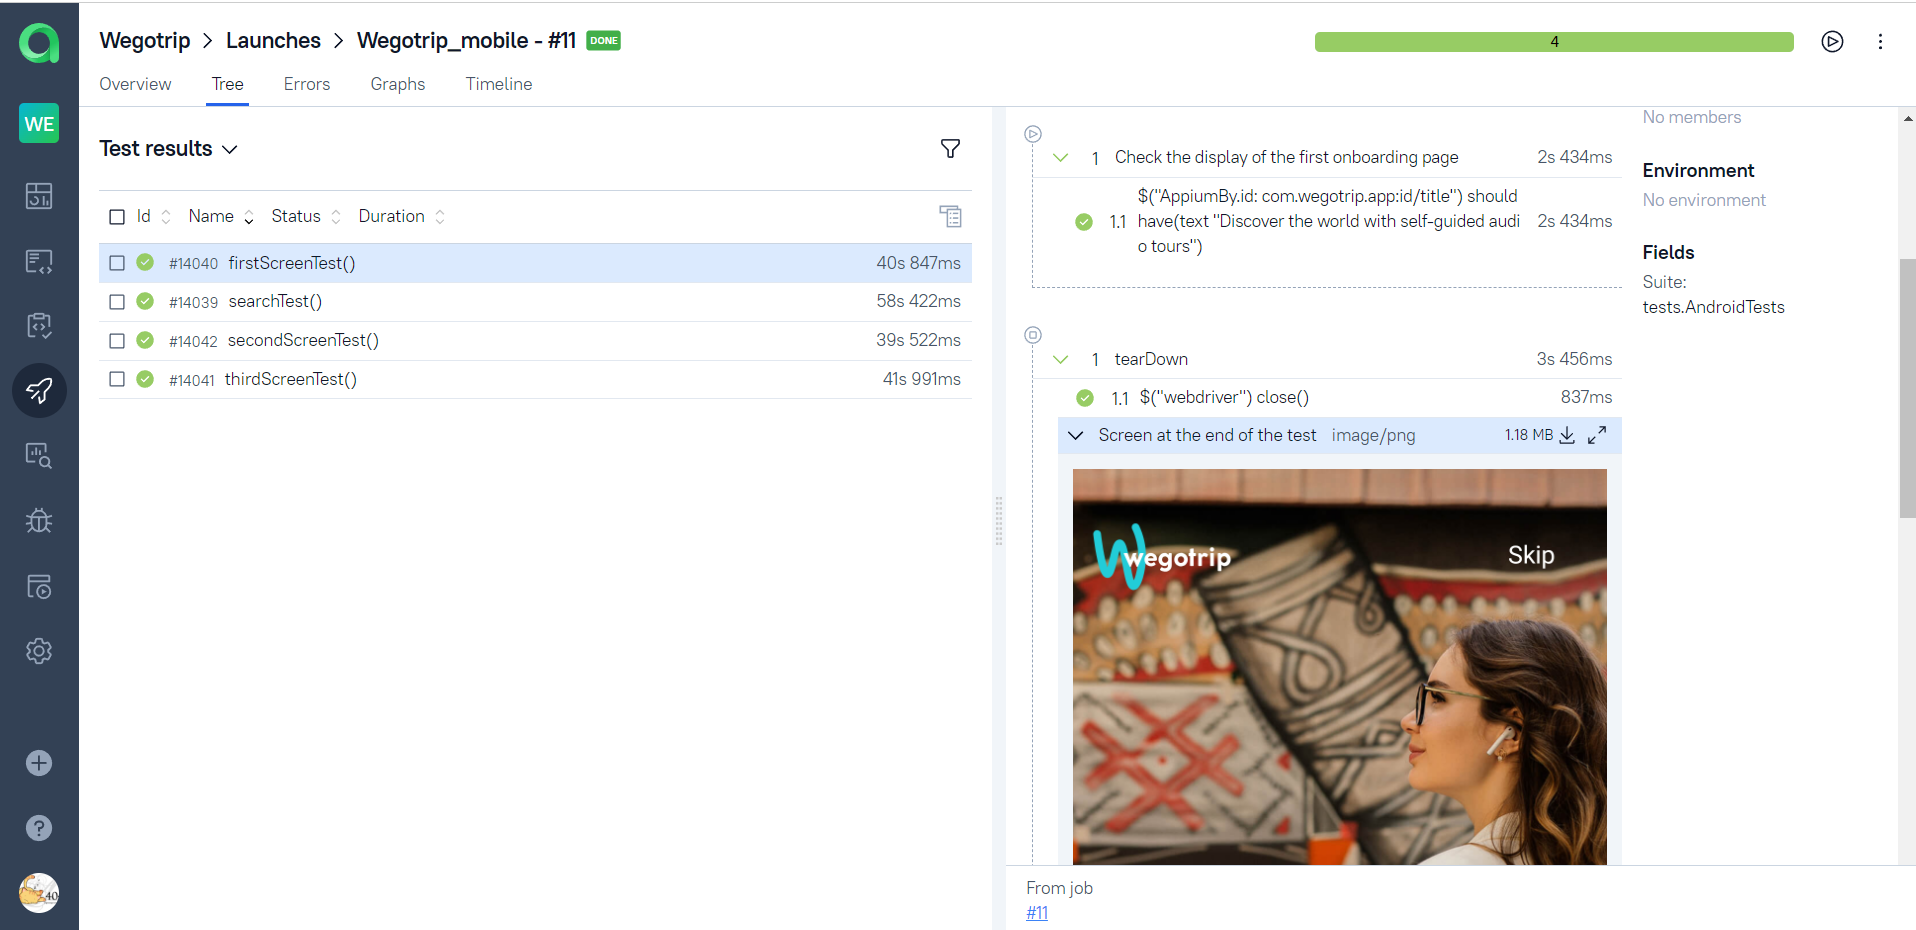 Wegotrip > Launches > Wegotrip_mobile - #11 DONE
4
Overview Tree Errors Graphs Timeline
WE
Test results
Id Name Status Duration
#14040 firstScreenTest() 40s 847ms
#14039 searchTest() 58s 422ms
#14042 secondScreenTest() 39s 522ms
#14041 thirdScreenTest() 41s 991ms
1 Check the display of the first onboarding page 2s 434ms
$("AppiumBy.id: com.wegotrip.app:id/title") should
1.1 have(text "Discover the world with self-guided audi 2s 434ms
o tours")
1 tearDown 3s 456ms
1.1 $("webdriver") close() 837ms
Screen at the end of the test image/png 1.18 MB
wegotrip
Skip
No members
Environment
No environment
Fields
Suite:
tests.AndroidTests
From job
#11
40